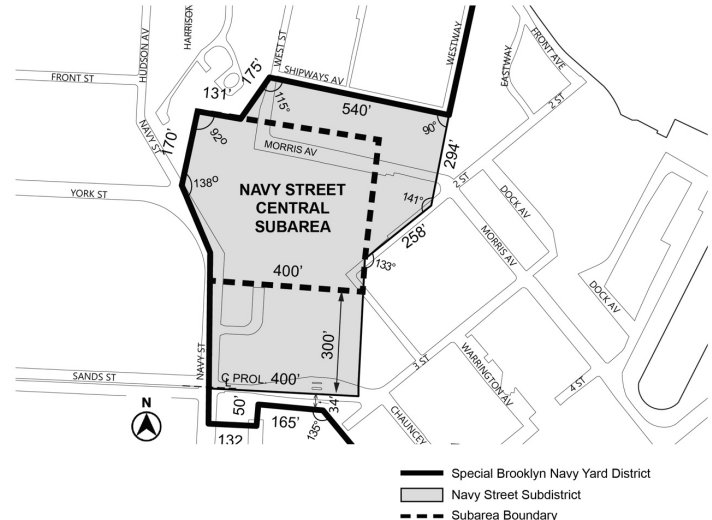 HARRISON
HUDSON AV
WEST ST
WESTWAY
FRONT AVE
EASTWAY
FRONT ST
175'
SHIPWAYS AV
131'
115°
540'
2 ST
90°
170'
NAVY ST
92°
MORRIS AV
294'
2 ST
138°
YORK ST
NAVY STREET
CENTRAL
SUBAREA
141°
DOCK AV
258'
MORRIS AV
133°
400'
DOCK AV
300'
NAVY ST
3 ST
WARRINGTON AV
SANDS ST
PROL.
400'
4 ST
N
50'
34'
165'
135°
132
CHAUNCEY
Special Brooklyn Navy Yard District
Navy Street Subdistrict
Subarea Boundary